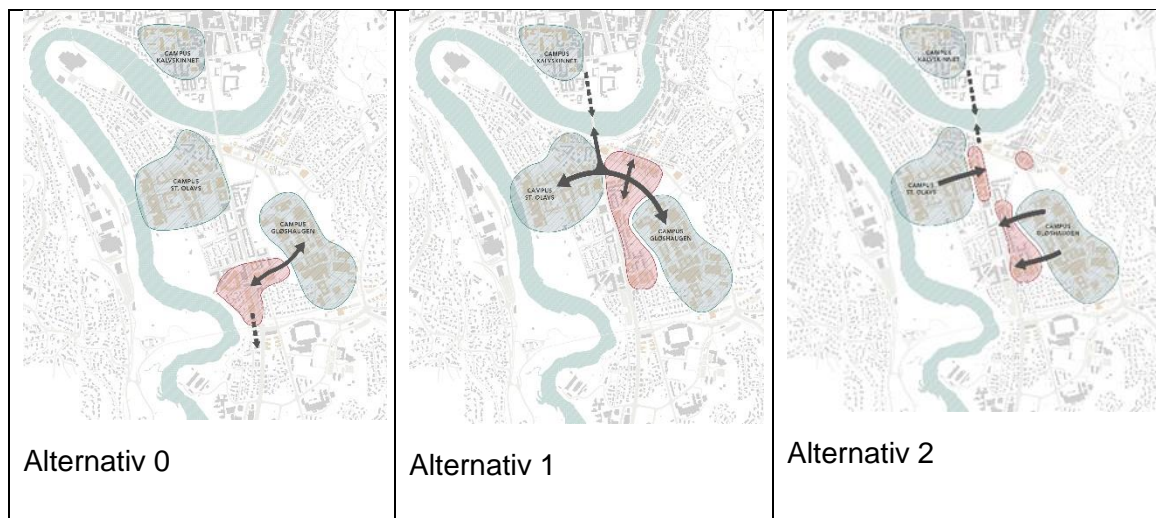 CAMPUS
KALVSKINNET
CAMPUS
ST. OLAVS
CAMPUS
GLØSHAUGEN
Alternativ 0
CAMPUS
KALVSKINNET
CAMPUS
ST. OLAVS
CAMPUS
GLØSHAUGEN
Alternativ 1
CAMPUS
KALVSKINNET
CAMPUS
ST. OLAVS
CAMPUS
GLØSHAUGEN
Alternativ 2